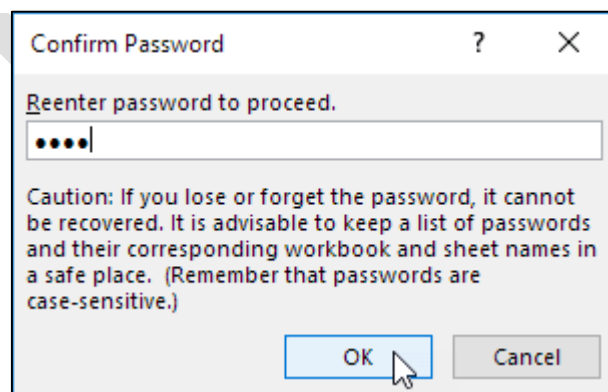 Confirm Password ? ×
Reenter password to proceed.
••••
Caution: If you lose or forget the password, it cannot
be recovered. It is advisable to keep a list of passwords
and their corresponding workbook and sheet names in
a safe place. (Remember that passwords are
case-sensitive.)
OK Cancel